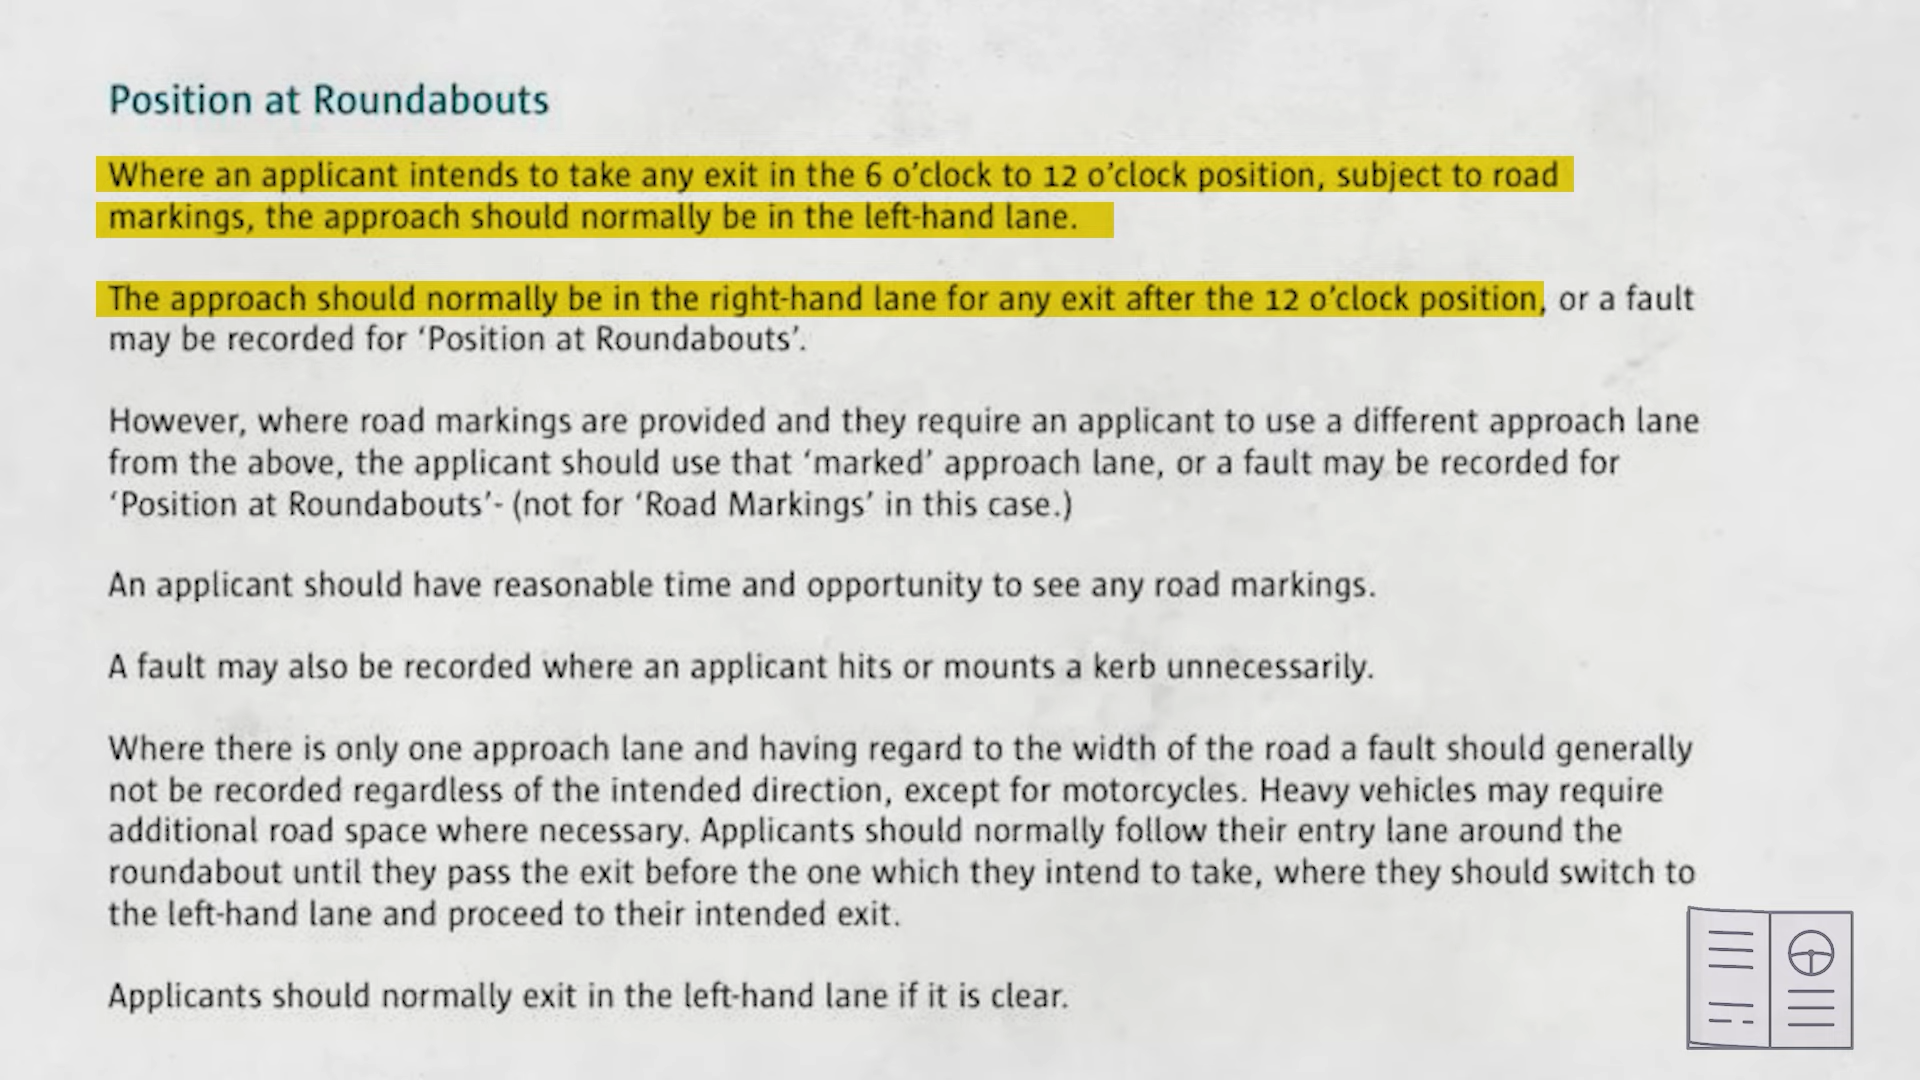 Position at Roundabouts
Where an applicant intends to take any exit in the 6 o’clock to 12 o’clock position, subject to road
markings, the approach should normally be in the left-hand lane.
The approach should normally be in the right-hand lane for any exit after the 12 o’clock position, or a fault
may be recorded for ‘Position at Roundabouts’.
However, where road markings are provided and they require an applicant to use a different approach lane
from the above, the applicant should use that ‘marked’ approach lane, or a fault may be recorded for
‘Position at Roundabouts’- (not for ‘Road Markings’ in this case.)
An applicant should have reasonable time and opportunity to see any road markings.
A fault may also be recorded where an applicant hits or mounts a kerb unnecessarily.
Where there is only one approach lane and having regard to the width of the road a fault should generally
not be recorded regardless of the intended direction, except for motorcycles. Heavy vehicles may require
additional road space where necessary. Applicants should normally follow their entry lane around the
roundabout until they pass the exit before the one which they intend to take, where they should switch to
the left-hand lane and proceed to their intended exit.
Applicants should normally exit in the left-hand lane if it is clear.